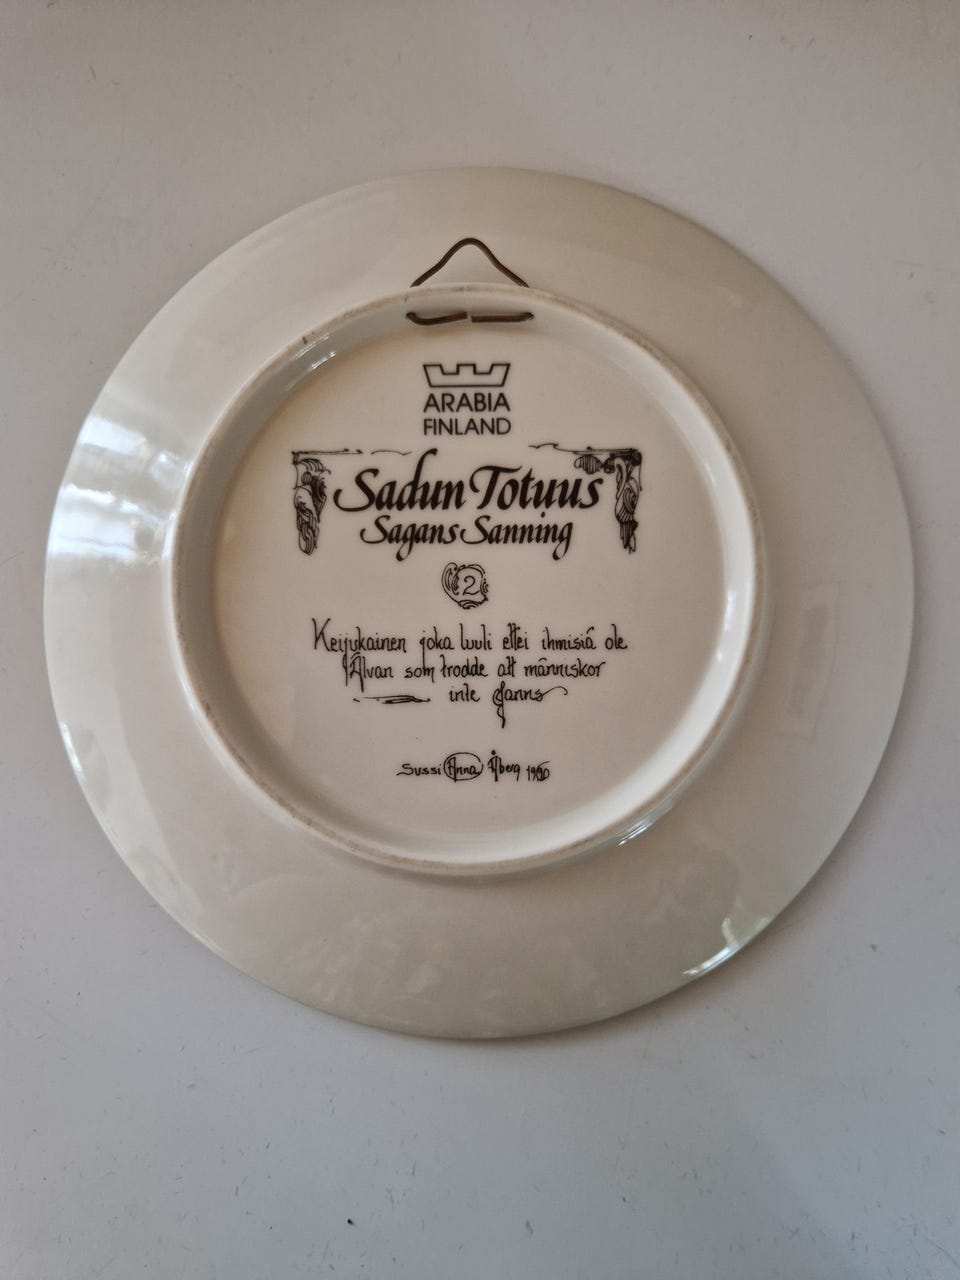 ARABIA
FINLAND
Sadun Totuus
Sagans Sanning
2
Keijukainen joka luuli ettei ihmisiä ole
Älvan som trodde att människor
inte fanns
Sussi Anna Åberg 1990